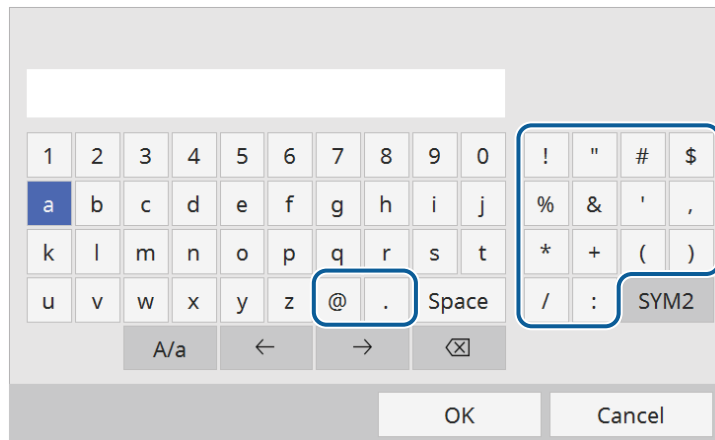 1 2 3 4 5 6 7 8 9 0 ! " # $
a b c d e f g h i j % & ' ,
k l m n o p q r s t * + ( )
u v w x y z @ . Space / : SYM2
A/a ← → ⌫
OK Cancel